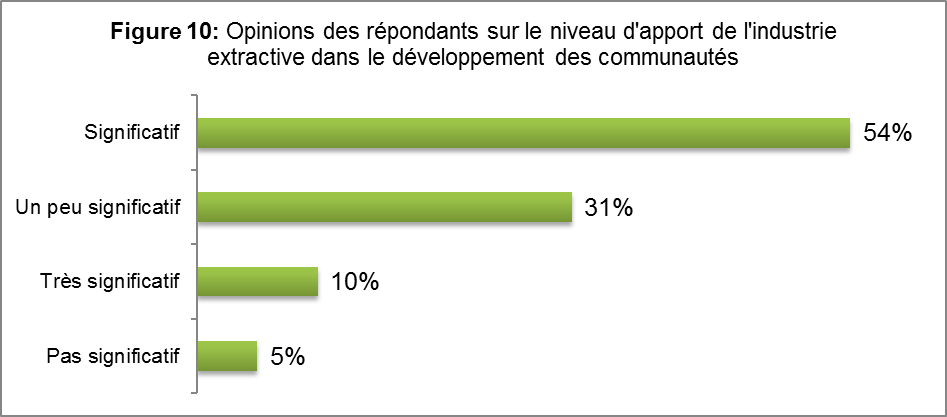 Figure 10: Opinions des répondants sur le niveau d'apport de l'industrie
extractive dans le développement des communautés
Significatif
54%
Un peu significatif
31%
Très significatif
10%
Pas significatif
5%